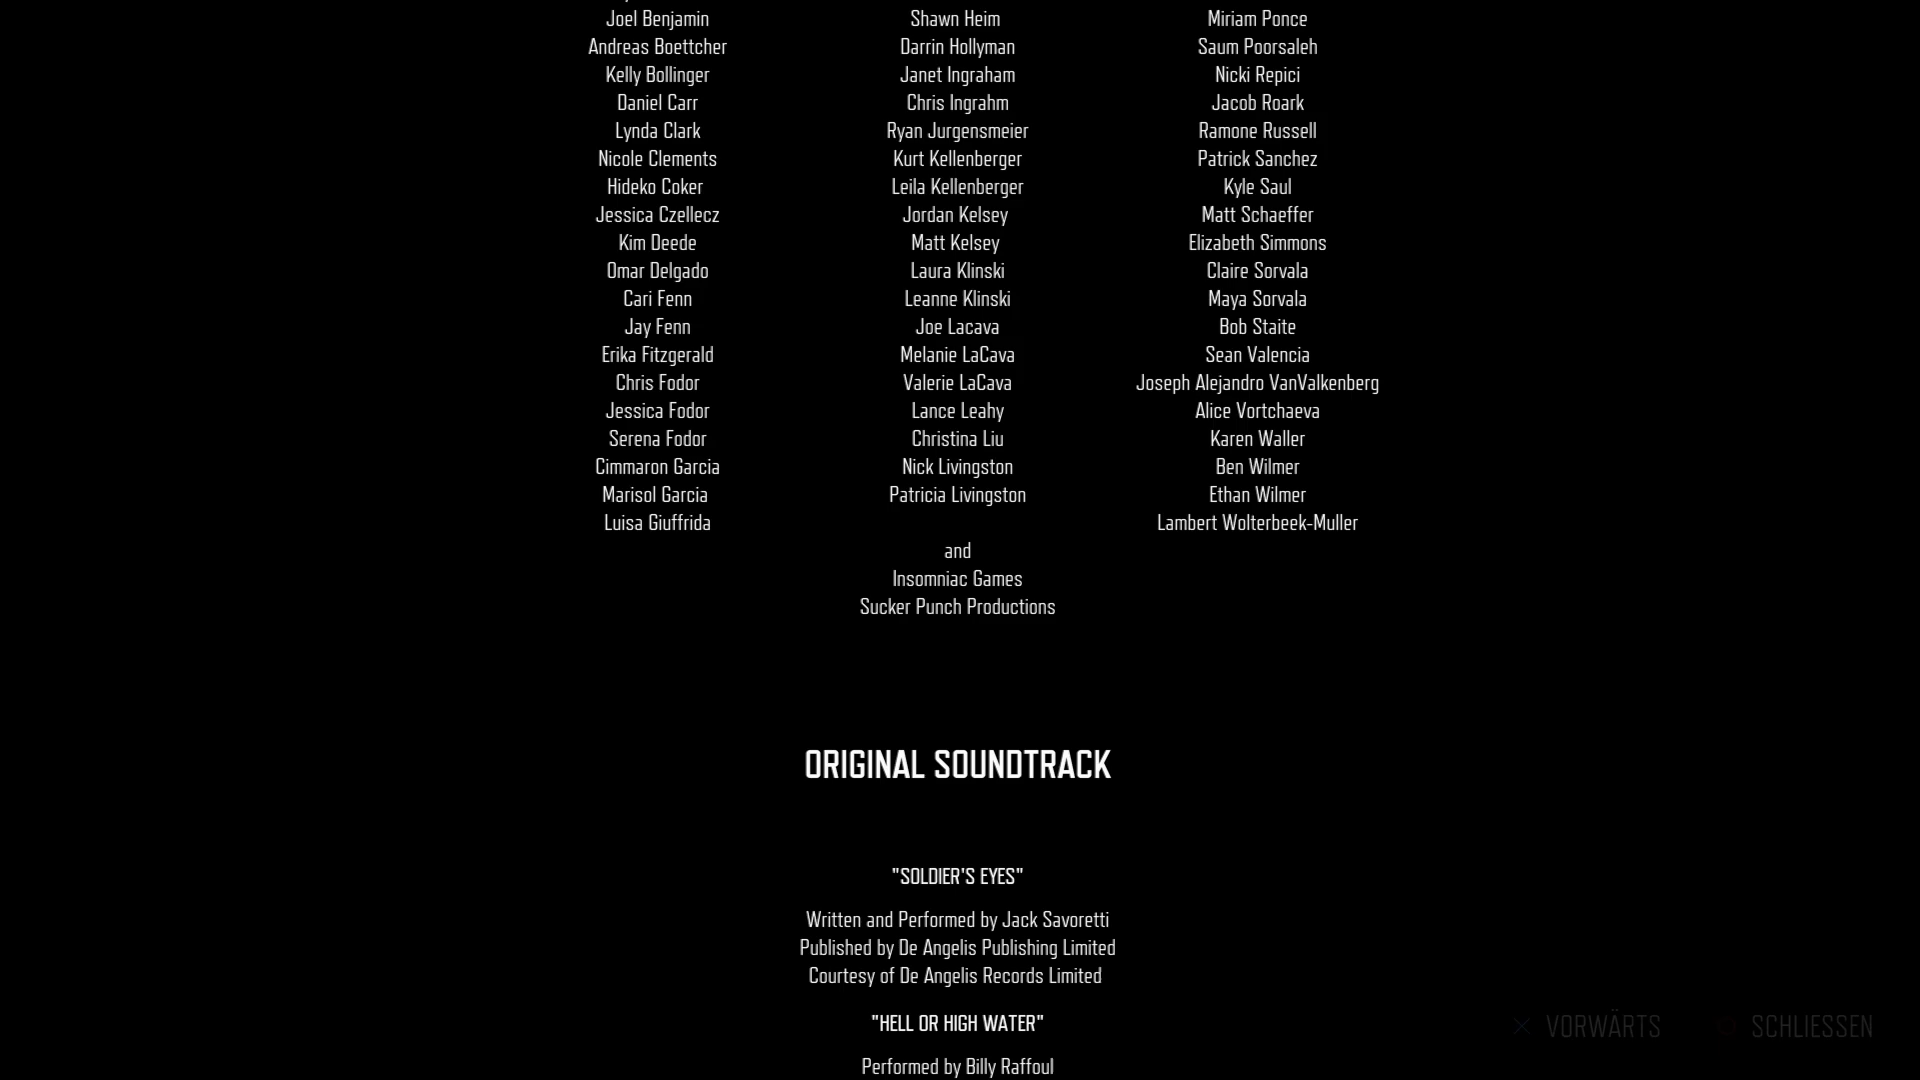 Joel Benjamin
Andreas Boettcher
Kelly Bollinger
Daniel Carr
Lynda Clark
Nicole Clements
Hideko Coker
Jessica Czellecz
Kim Deede
Omar Delgado
Cari Fenn
Jay Fenn
Erika Fitzgerald
Chris Fodor
Jessica Fodor
Serena Fodor
Cimmaron Garcia
Marisol Garcia
Luisa Giuffrida
Shawn Heim
Darrin Hollyman
Janet Ingraham
Chris Ingrahm
Ryan Jurgensmeier
Kurt Kellenberger
Leila Kellenberger
Jordan Kelsey
Matt Kelsey
Laura Klinski
Leanne Klinski
Joe Lacava
Melanie LaCava
Valerie LaCava
Lance Leahy
Christina Liu
Nick Livingston
Patricia Livingston
Miriam Ponce
Saum Poorsaleh
Nicki Repici
Jacob Roark
Ramone Russell
Patrick Sanchez
Kyle Saul
Matt Schaeffer
Elizabeth Simmons
Claire Sorvala
Maya Sorvala
Bob Staite
Sean Valencia
Joseph Alejandro VanValkenberg
Alice Vortchaeva
Karen Waller
Ben Wilmer
Ethan Wilmer
Lambert Wolterbeek-Muller
and
Insomniac Games
Sucker Punch Productions
ORIGINAL SOUNDTRACK
"SOLDIER'S EYES"
Written and Performed by Jack Savoretti
Published by De Angelis Publishing Limited
Courtesy of De Angelis Records Limited
"HELL OR HIGH WATER"
Performed by Billy Raffoul
VORWÄRTS
SCHLIESSEN